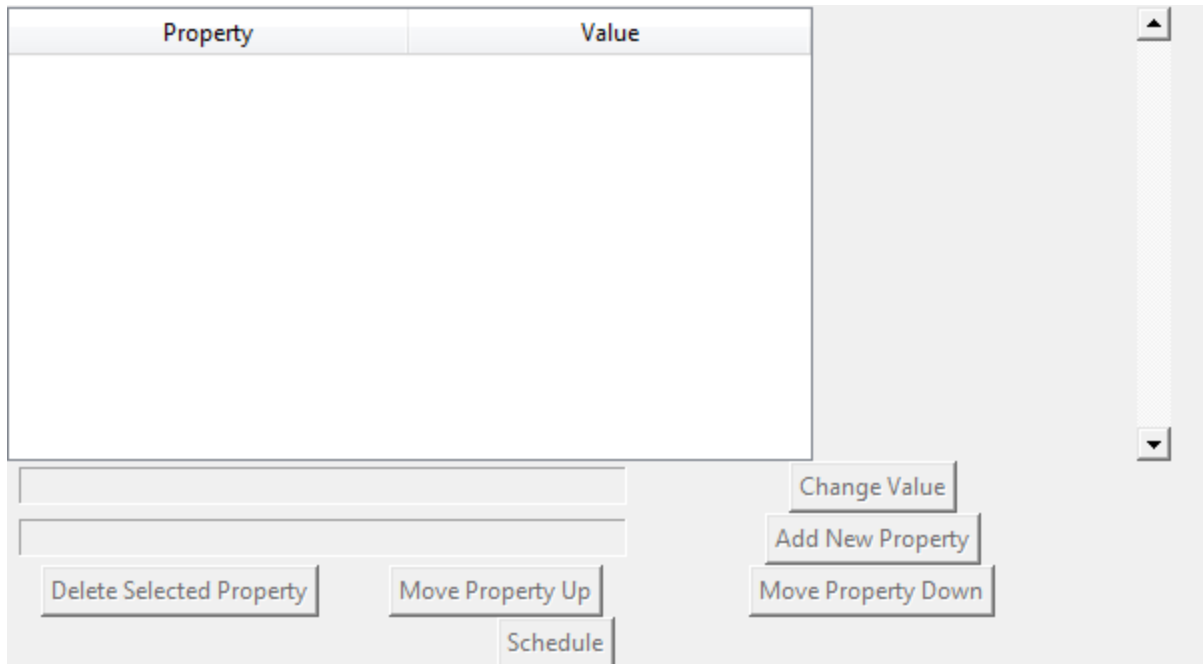 Property Value
Change Value
Add New Property
Delete Selected Property Move Property Up Move Property Down
Schedule